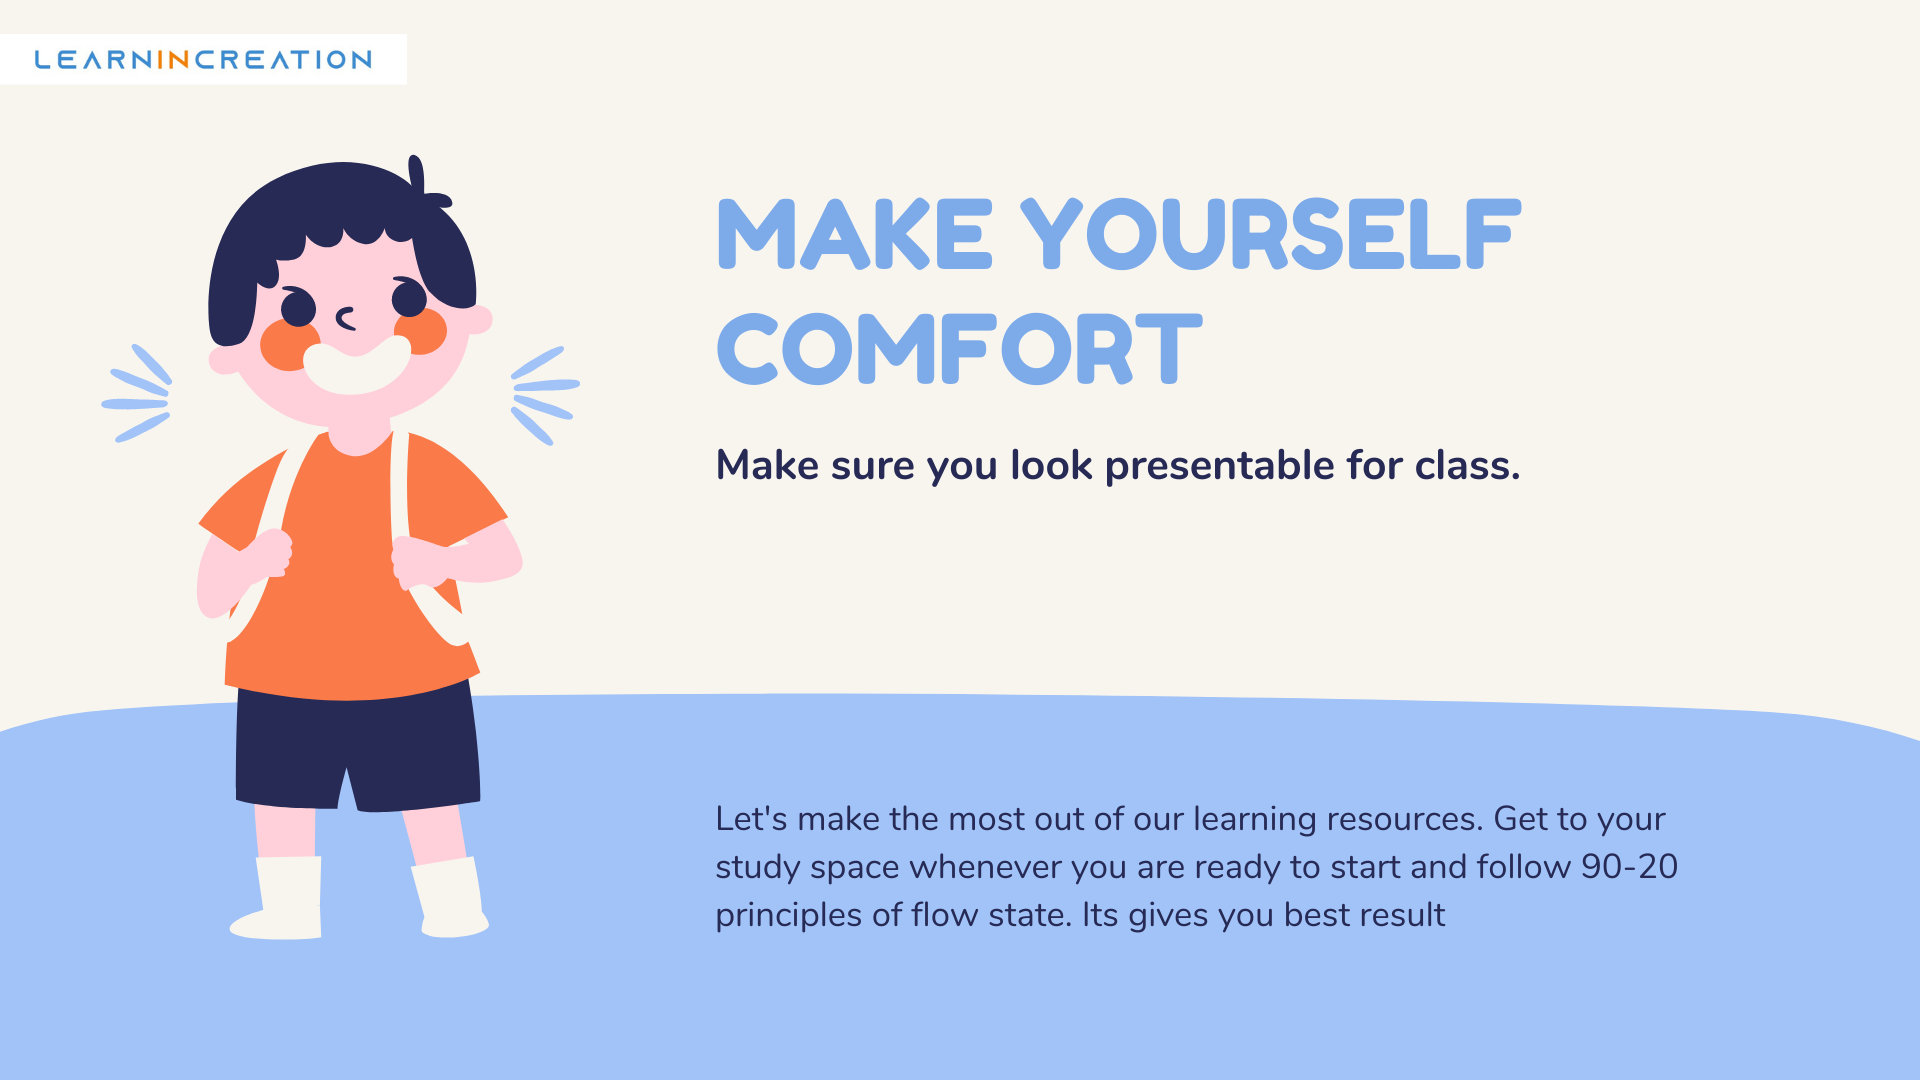 LEARNINCREATION
MAKE YOURSELF
COMFORT
Make sure you look presentable for class.
Let's make the most out of our learning resources. Get to your
study space whenever you are ready to start and follow 90-20
principles of flow state. Its gives you best result